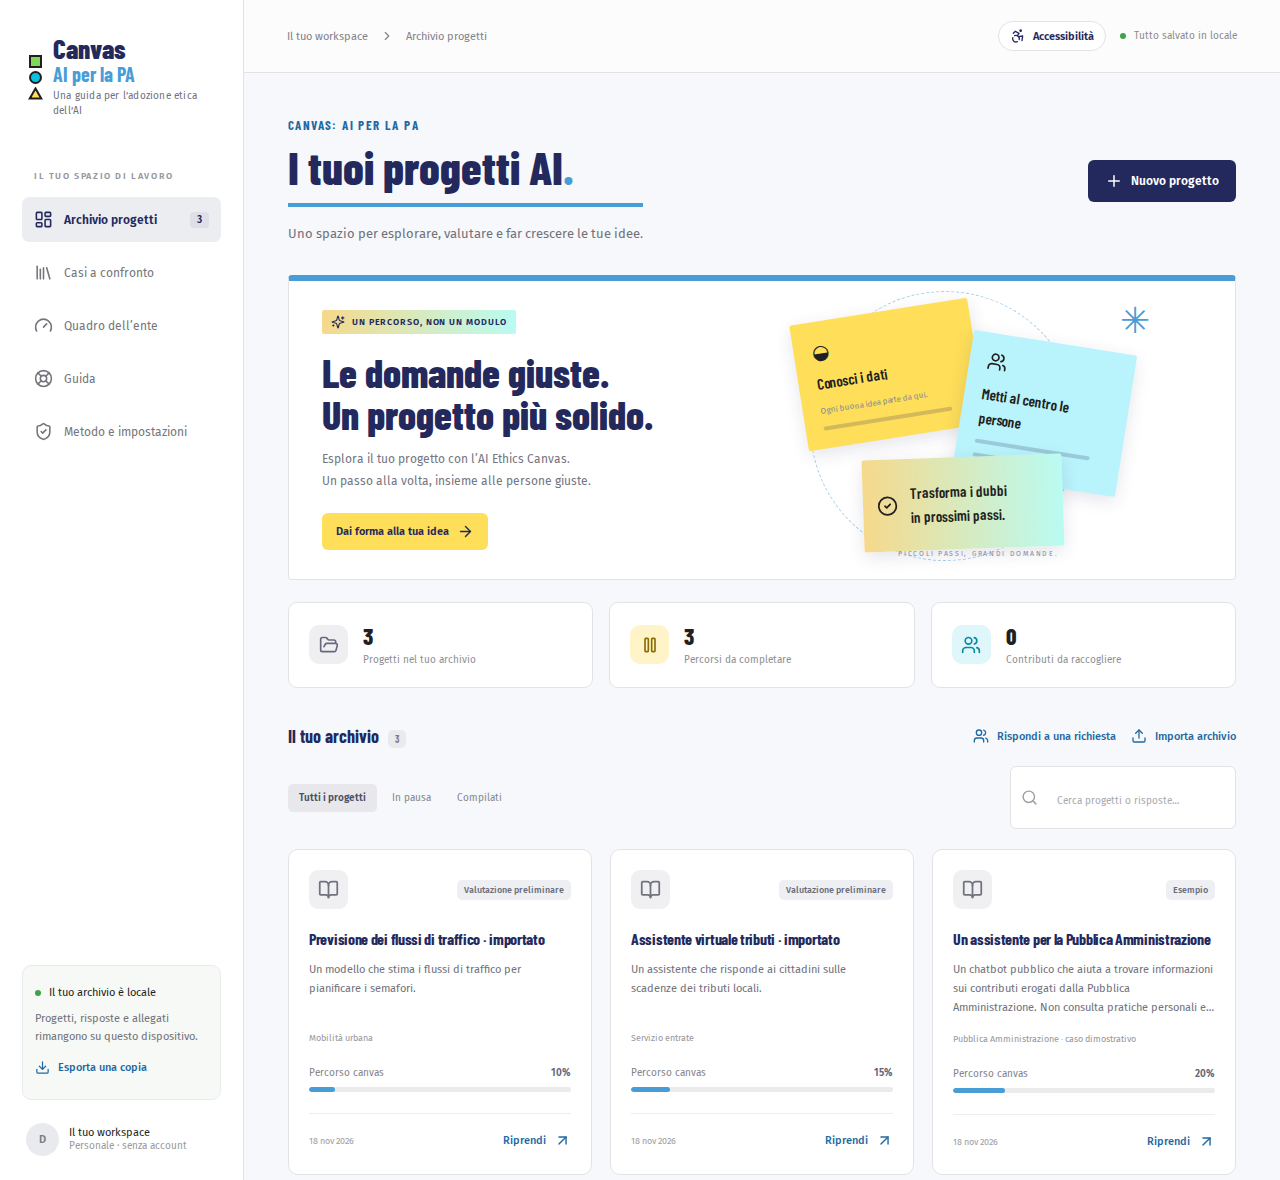 Canvas
AI per la PA
Una guida per l'adozione etica
dell'AI
IL TUO SPAZIO DI LAVORO
Archivio progetti
3
Casi a confronto
Quadro dell'ente
Guida
Metodo e impostazioni
Il tuo archivio è locale
Progetti, risposte e allegati
rimangono su questo dispositivo.
Esporta una copia
D
Il tuo workspace
Personale · senza account
Il tuo workspace
Archivio progetti
Accessibilità
Tutto salvato in locale
CANVAS: AI PER LA PA
I tuoi progetti AI.
Uno spazio per esplorare, valutare e far crescere le tue idee.
Nuovo progetto
UN PERCORSO, NON UN MODULO
Le domande giuste.
Un progetto più solido.
Esplora il tuo progetto con l'AI Ethics Canvas.
Un passo alla volta, insieme alle persone giuste.
Dai forma alla tua idea
Conosci i dati
Ogni buona idea parte da qui.
Metti al centro le
persone
Trasforma i dubbi
in prossimi passi.
PICCOLI PASSI, GRANDI DOMANDE.
3
Progetti nel tuo archivio
3
Percorsi da completare
0
Contributi da raccogliere
Il tuo archivio
3
Rispondi a una richiesta
Importa archivio
Tutti i progetti
In pausa
Compilati
Cerca progetti o risposte…
Valutazione preliminare
Previsione dei flussi di traffico · importato
Un modello che stima i flussi di traffico per
pianificare i semafori.
Mobilità urbana
Percorso canvas
10%
18 nov 2026
Riprendi
Valutazione preliminare
Assistente virtuale tributi · importato
Un assistente che risponde ai cittadini sulle
scadenze dei tributi locali.
Servizio entrate
Percorso canvas
15%
18 nov 2026
Riprendi
Esempio
Un assistente per la Pubblica Amministrazione
Un chatbot pubblico che aiuta a trovare informazioni
sui contributi erogati dalla Pubblica
Amministrazione. Non consulta pratiche personali e…
Pubblica Amministrazione · caso dimostrativo
Percorso canvas
20%
18 nov 2026
Riprendi